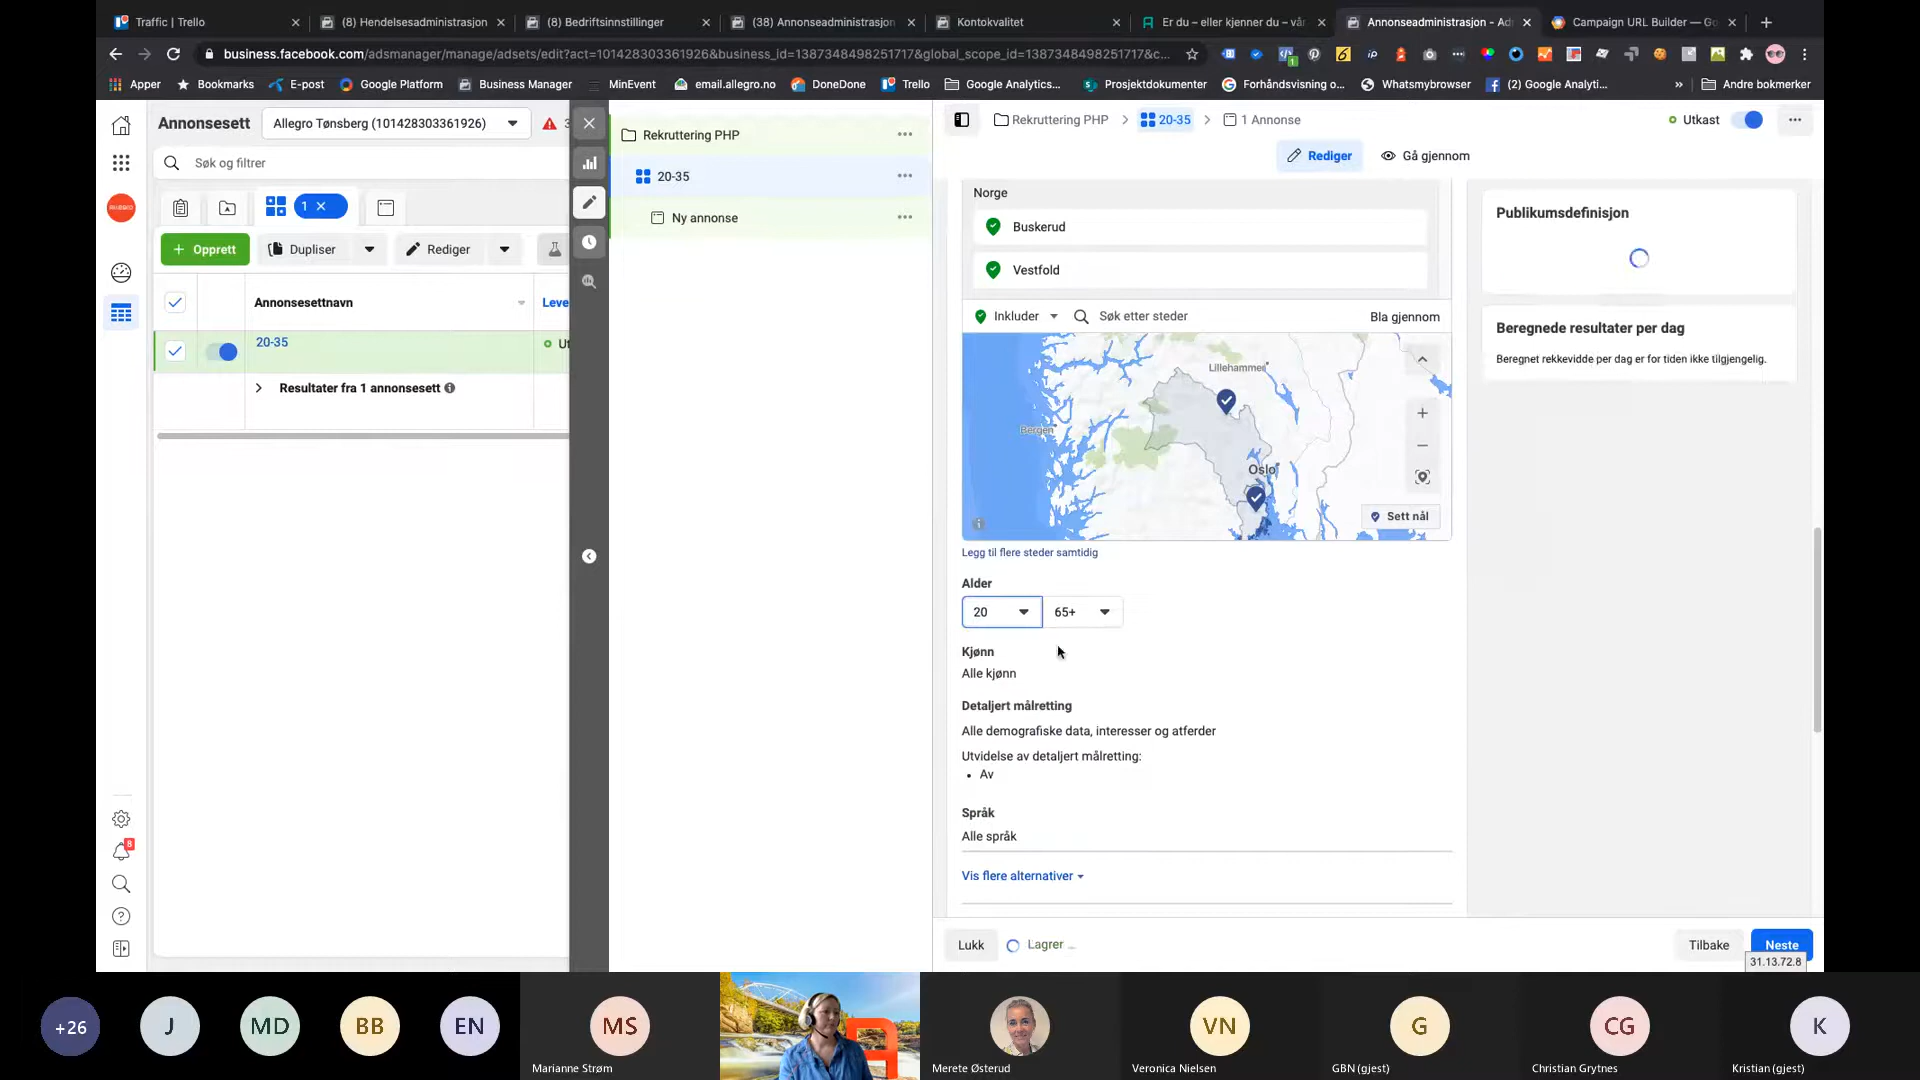 Traffic | Trello
(8) Hendelsesadministrasjon
(8) Bedriftsinnstillinger
(38) Annonseadministrasjon
Kontokvalitet
Er du – eller kjenner du – vår
Annonseadministrasjon - Ad
Campaign URL Builder — Go
business.facebook.com/adsmanager/manage/adsets/edit?act=101428303361926&business_id=1387348498251717&global_scope_id=1387348498251717&c...
Apper
Bookmarks
E-post
Google Platform
Business Manager
MinEvent
email.allegro.no
DoneDone
Trello
Google Analytics...
Prosjektdokumenter
Forhåndsvisning o...
Whatsmybrowser
(2) Google Analyti...
»
Andre bokmerker
Annonsesett
Allegro Tønsberg (101428303361926)
3
Rekruttering PHP
Rekruttering PHP > 20-35 > 1 Annonse
Utkast
Søk og filtrer
Rediger
Gå gjennom
20-35
Ny annonse
1 ×
+ Opprett
Dupliser
Rediger
Annonsesettnavn
Leve
20-35
Ut
Resultater fra 1 annonsesett
Norge
Buskerud
Vestfold
Inkluder
Søk etter steder
Bla gjennom
Lillehammer
Bergen
Oslo
Sett nål
Legg til flere steder samtidig
Alder
20
65+
Kjønn
Alle kjønn
Detaljert målretting
Alle demografiske data, interesser og atferder
Utvidelse av detaljert målretting:
• Av
Språk
Alle språk
Vis flere alternativer
Publikumsdefinisjon
Beregnede resultater per dag
Beregnet rekkevidde per dag er for tiden ikke tilgjengelig.
8
Lukk
Lagrer ...
Tilbake
Neste
31.13.72.8
+26
J
MD
BB
EN
MS
VN
G
CG
K
Marianne Strøm
Merete Østerud
Veronica Nielsen
GBN (gjest)
Christian Grytnes
Kristian (gjest)